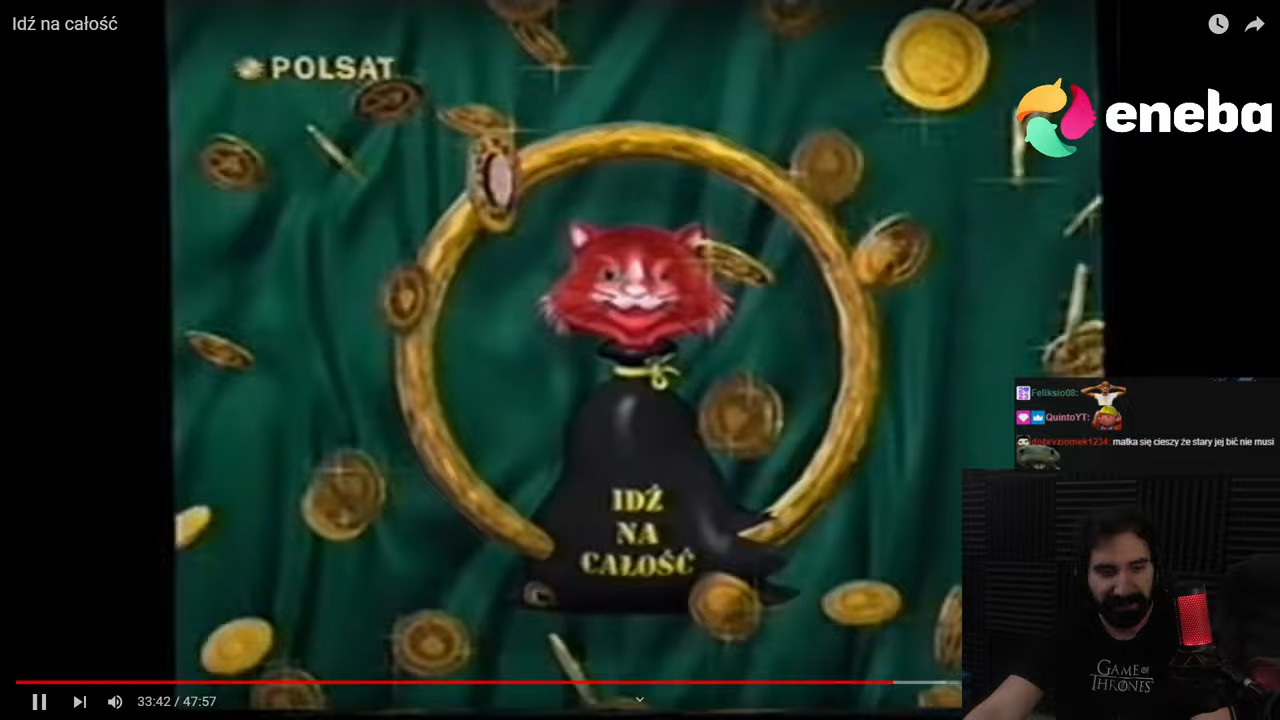 Idź na całość
POLSAT
eneba
Feliksio08:
QuintoYT:
dobryziomek1234: matka się cieszy że stary jej bić nie musi
IDŹ
NA
CAŁOŚĆ
GAME OF
THRONES
33:42 / 47:57